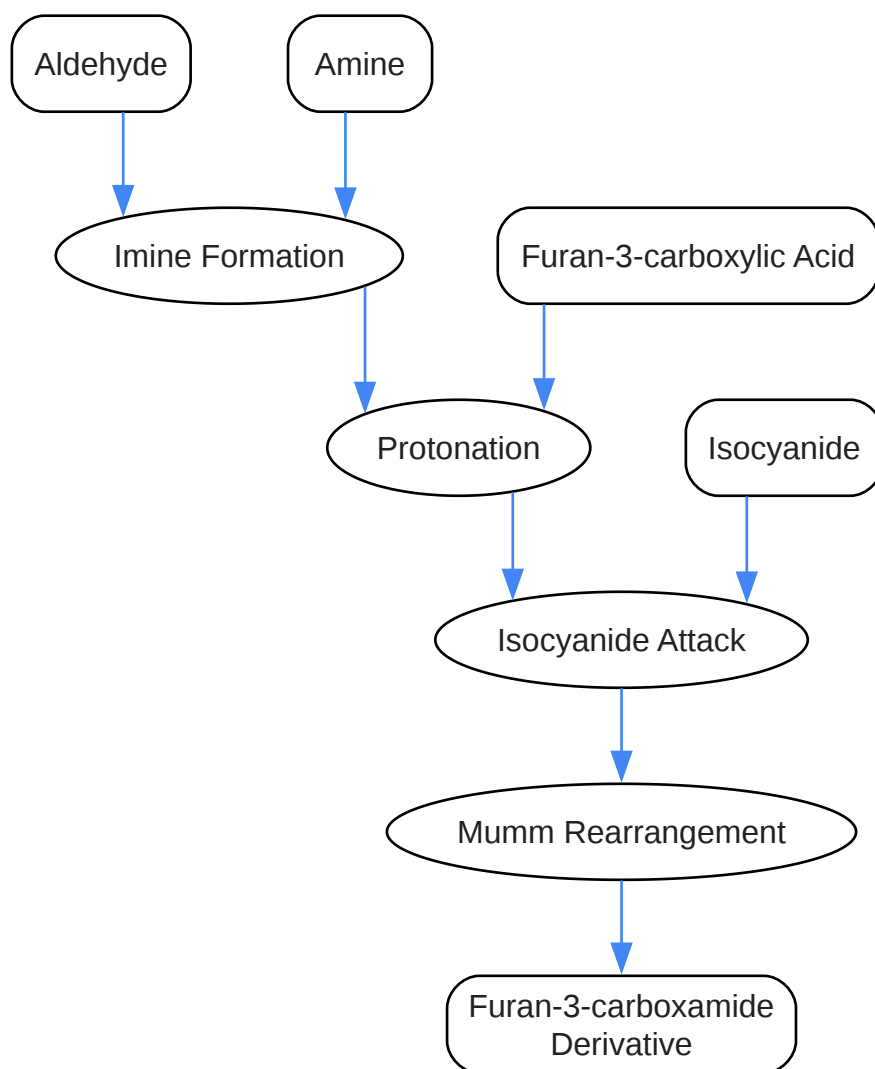 Aldehyde
Amine
Imine Formation
Furan-3-carboxylic Acid
Protonation
Isocyanide
Isocyanide Attack
Mumm Rearrangement
Furan-3-carboxamide
Derivative